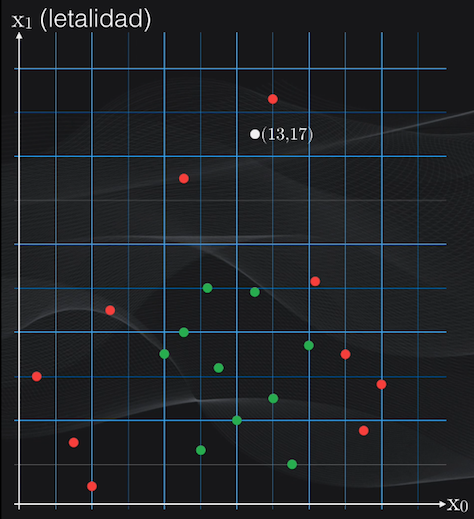 x₁ (letalidad)
(13,17)
x₀